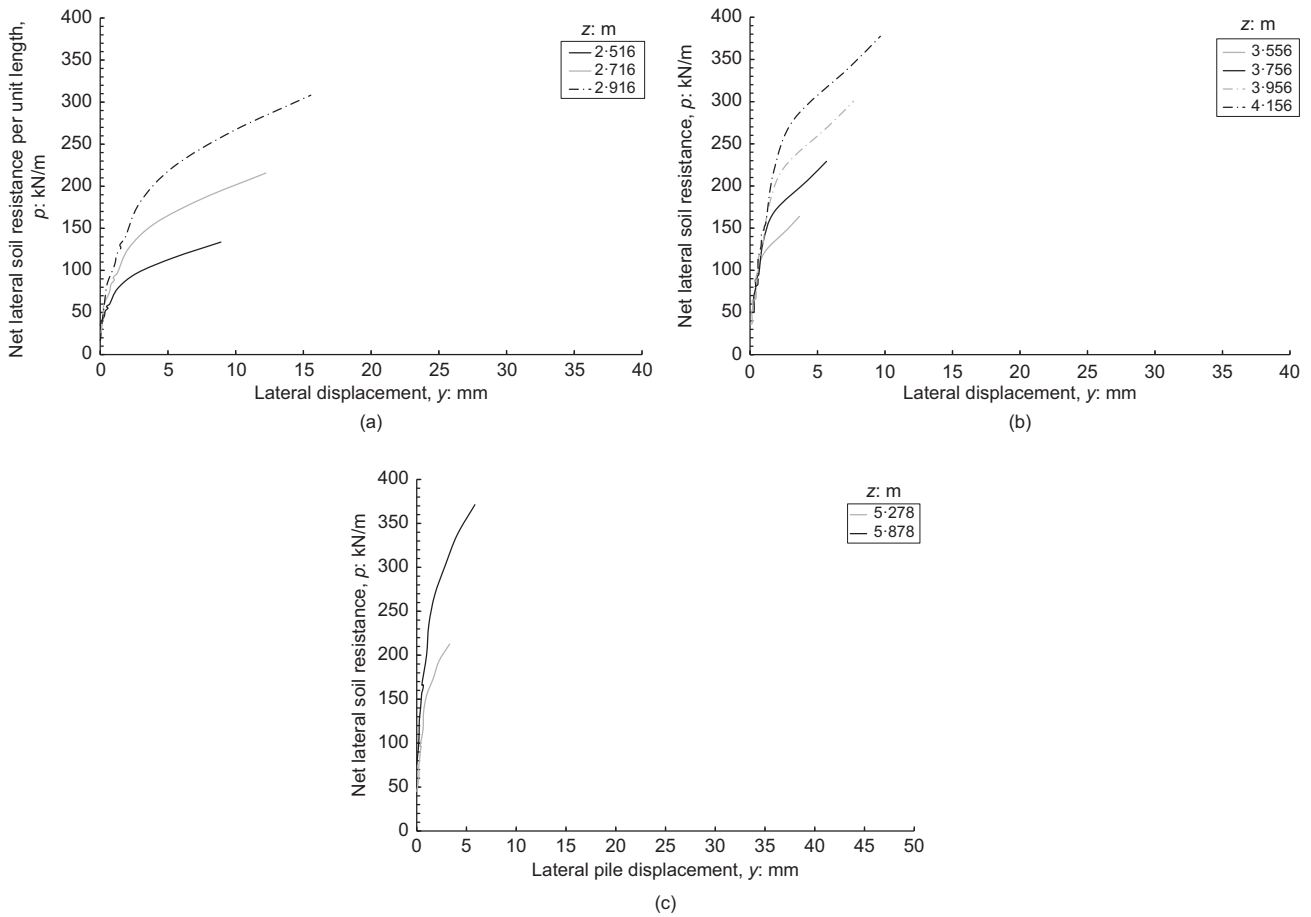 Net lateral soil resistance per unit length,
p: kN/m
400
350
300
250
200
150
100
50
0
0 5 10 15 20 25 30 35 40
Lateral displacement, y: mm
(a)
z: m
2·516
2·716
2·916
Net lateral soil resistance, p: kN/m
400
350
300
250
200
150
100
50
0
0 5 10 15 20 25 30 35 40
Lateral displacement, y: mm
(b)
z: m
3·556
3·756
3·956
4·156
Net lateral soil resistance, p: kN/m
400
350
300
250
200
150
100
50
0
0 5 10 15 20 25 30 35 40 45 50
Lateral pile displacement, y: mm
(c)
z: m
5·278
5·878